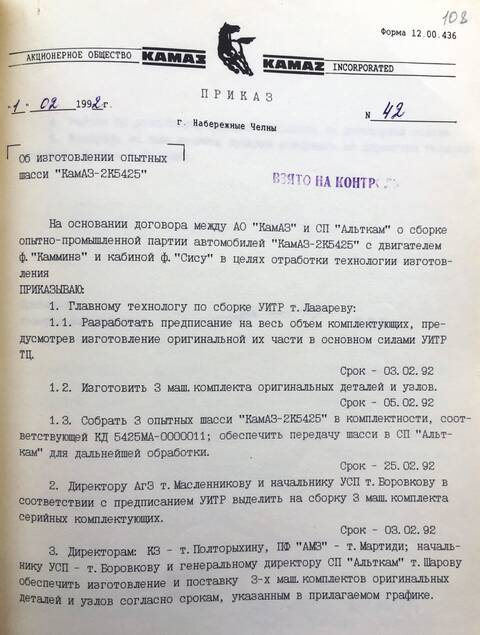 108
Форма 12.00.436
АКЦИОНЕРНОЕ ОБЩЕСТВО КАМАЗ KAMAZ INCORPORATED
ПРИКАЗ
"1" 02 1992г. N 42
г. Набережные Челны
Об изготовлении опытных
шасси "КамАЗ-2К5425"
ВЗЯТО НА КОНТРОЛЬ
На основании договора между АО "КамАЗ" и СП "Альткам" о сборке
опытно-промышленной партии автомобилей "КамАЗ-2К5425" с двигателем
ф."Камминз" и кабиной ф."Сису" в целях отработки технологии изготов-
ления
ПРИКАЗЫВАЮ:
1. Главному технологу по сборке УИТР т.Лазареву:
1.1. Разработать предписание на весь объем комплектующих, пре-
дусмотрев изготовление оригинальной их части в основном силами УИТР
ТЦ.
Срок - 03.02.92
1.2. Изготовить 3 маш.комплекта оригинальных деталей и узлов.
Срок - 05.02.92
1.3. Собрать 3 опытных шасси "КамАЗ-2К5425" в комплектности, соот-
ветствующей КД 5425МА-0000011; обеспечить передачу шасси в СП "Альт-
кам" для дальнейшей обработки.
Срок - 25.02.92
2. Директору АгЗ т.Масленникову и начальнику УСП т.Боровкову в
соответствии с предписанием УИТР выделить на сборку 3 маш.комплекта
серийных комплектующих.
Срок - 03.02.92
3. Директорам: КЗ - т.Полторыхину, ПФ "АМЗ" - т.Мартиди; началь-
нику УСП - т.Боровкову и генеральному директору СП "Альткам" т.Шарову
обеспечить изготовление и поставку 3-х маш.комплектов оригинальных
деталей и узлов согласно срокам, указанным в прилагаемом графике.